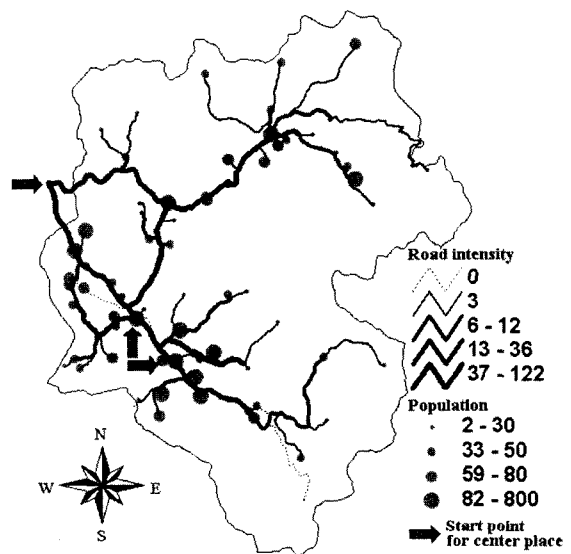 Road intensity
0
3
6 - 12
13 - 36
37 - 122
Population
2 - 30
33 - 50
59 - 80
82 - 800
Start point
for center place
N
W E
S